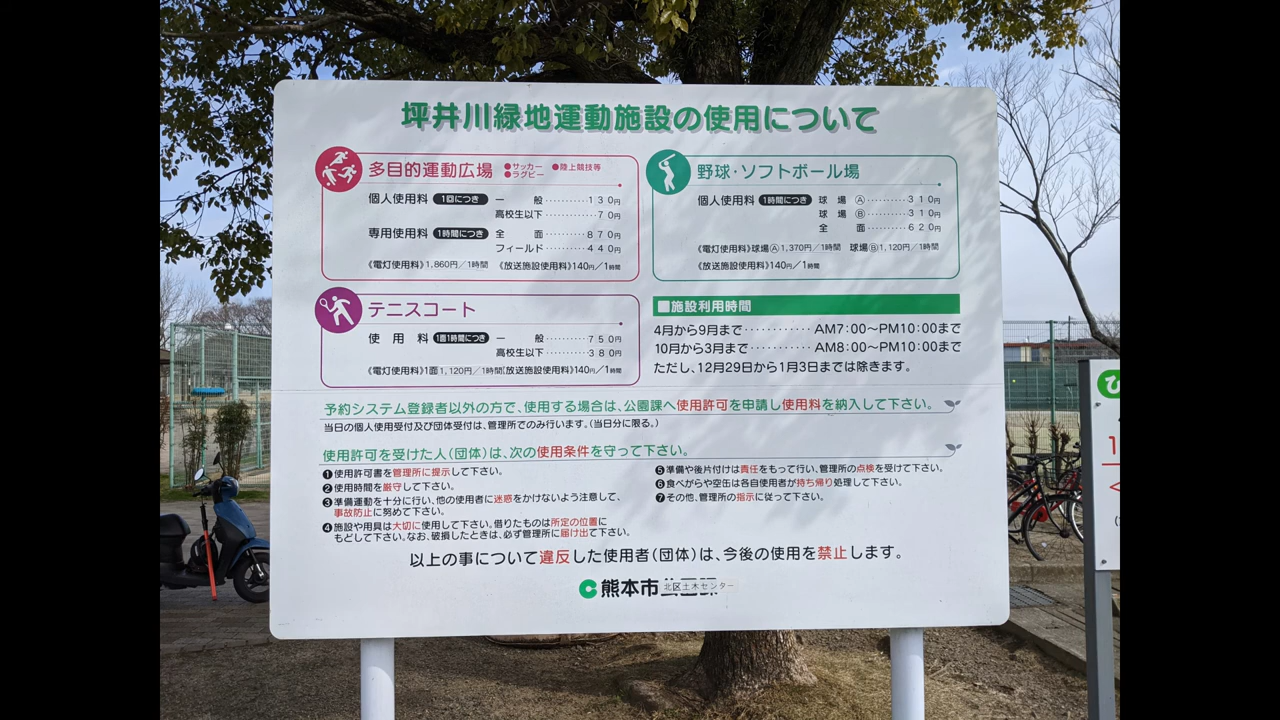 坪井川緑地運動施設の使用について
多目的運動広場 ●サッカー ●陸上競技等
●ラグビー
個人使用料 1回につき 一般‥‥‥‥130円
高校生以下‥‥‥‥70円
専用使用料 1時間につき 全面‥‥‥‥870円
フィールド‥‥‥‥440円
《電灯使用料》1,860円/1時間 《放送施設使用料》140円/1時間
野球・ソフトボール場
個人使用料 1時間につき 球場Ⓐ‥‥‥‥310円
球場Ⓑ‥‥‥‥310円
全面‥‥‥‥620円
《電灯使用料》球場Ⓐ1,370円/1時間 球場Ⓑ1,120円/1時間
《放送施設使用料》140円/1時間
テニスコート
使用料 1面1時間につき 一般‥‥‥‥750円
高校生以下‥‥‥‥380円
《電灯使用料》1面1,120円/1時間《放送施設使用料》140円/1時間
■施設利用時間
4月から9月まで‥‥‥‥AM7:00～PM10:00まで
10月から3月まで‥‥‥‥AM8:00～PM10:00まで
ただし、12月29日から1月3日までは除きます。
予約システム登録者以外の方で、使用する場合は、公園課へ使用許可を申請し使用料を納入して下さい。
当日の個人使用受付及び団体受付は、管理所でのみ行います。(当日分に限る。)
使用許可を受けた人(団体)は、次の使用条件を守って下さい。
❶使用許可書を管理所に提示して下さい。
❷使用時間を厳守して下さい。
❸準備運動を十分に行い、他の使用者に迷惑をかけないよう注意して、
事故防止に努めて下さい。
❹施設や用具は大切に使用して下さい。借りたものは所定の位置に
もどして下さい。なお、破損したときは、必ず管理所に届け出て下さい。
❺準備や後片付けは責任をもって行い、管理所の点検を受けて下さい。
❻食べがらや空缶は各自使用者が持ち帰り処理して下さい。
❼その他、管理所の指示に従って下さい。
以上の事について違反した使用者(団体)は、今後の使用を禁止します。
熊本市 北区土木センター
ひ
1